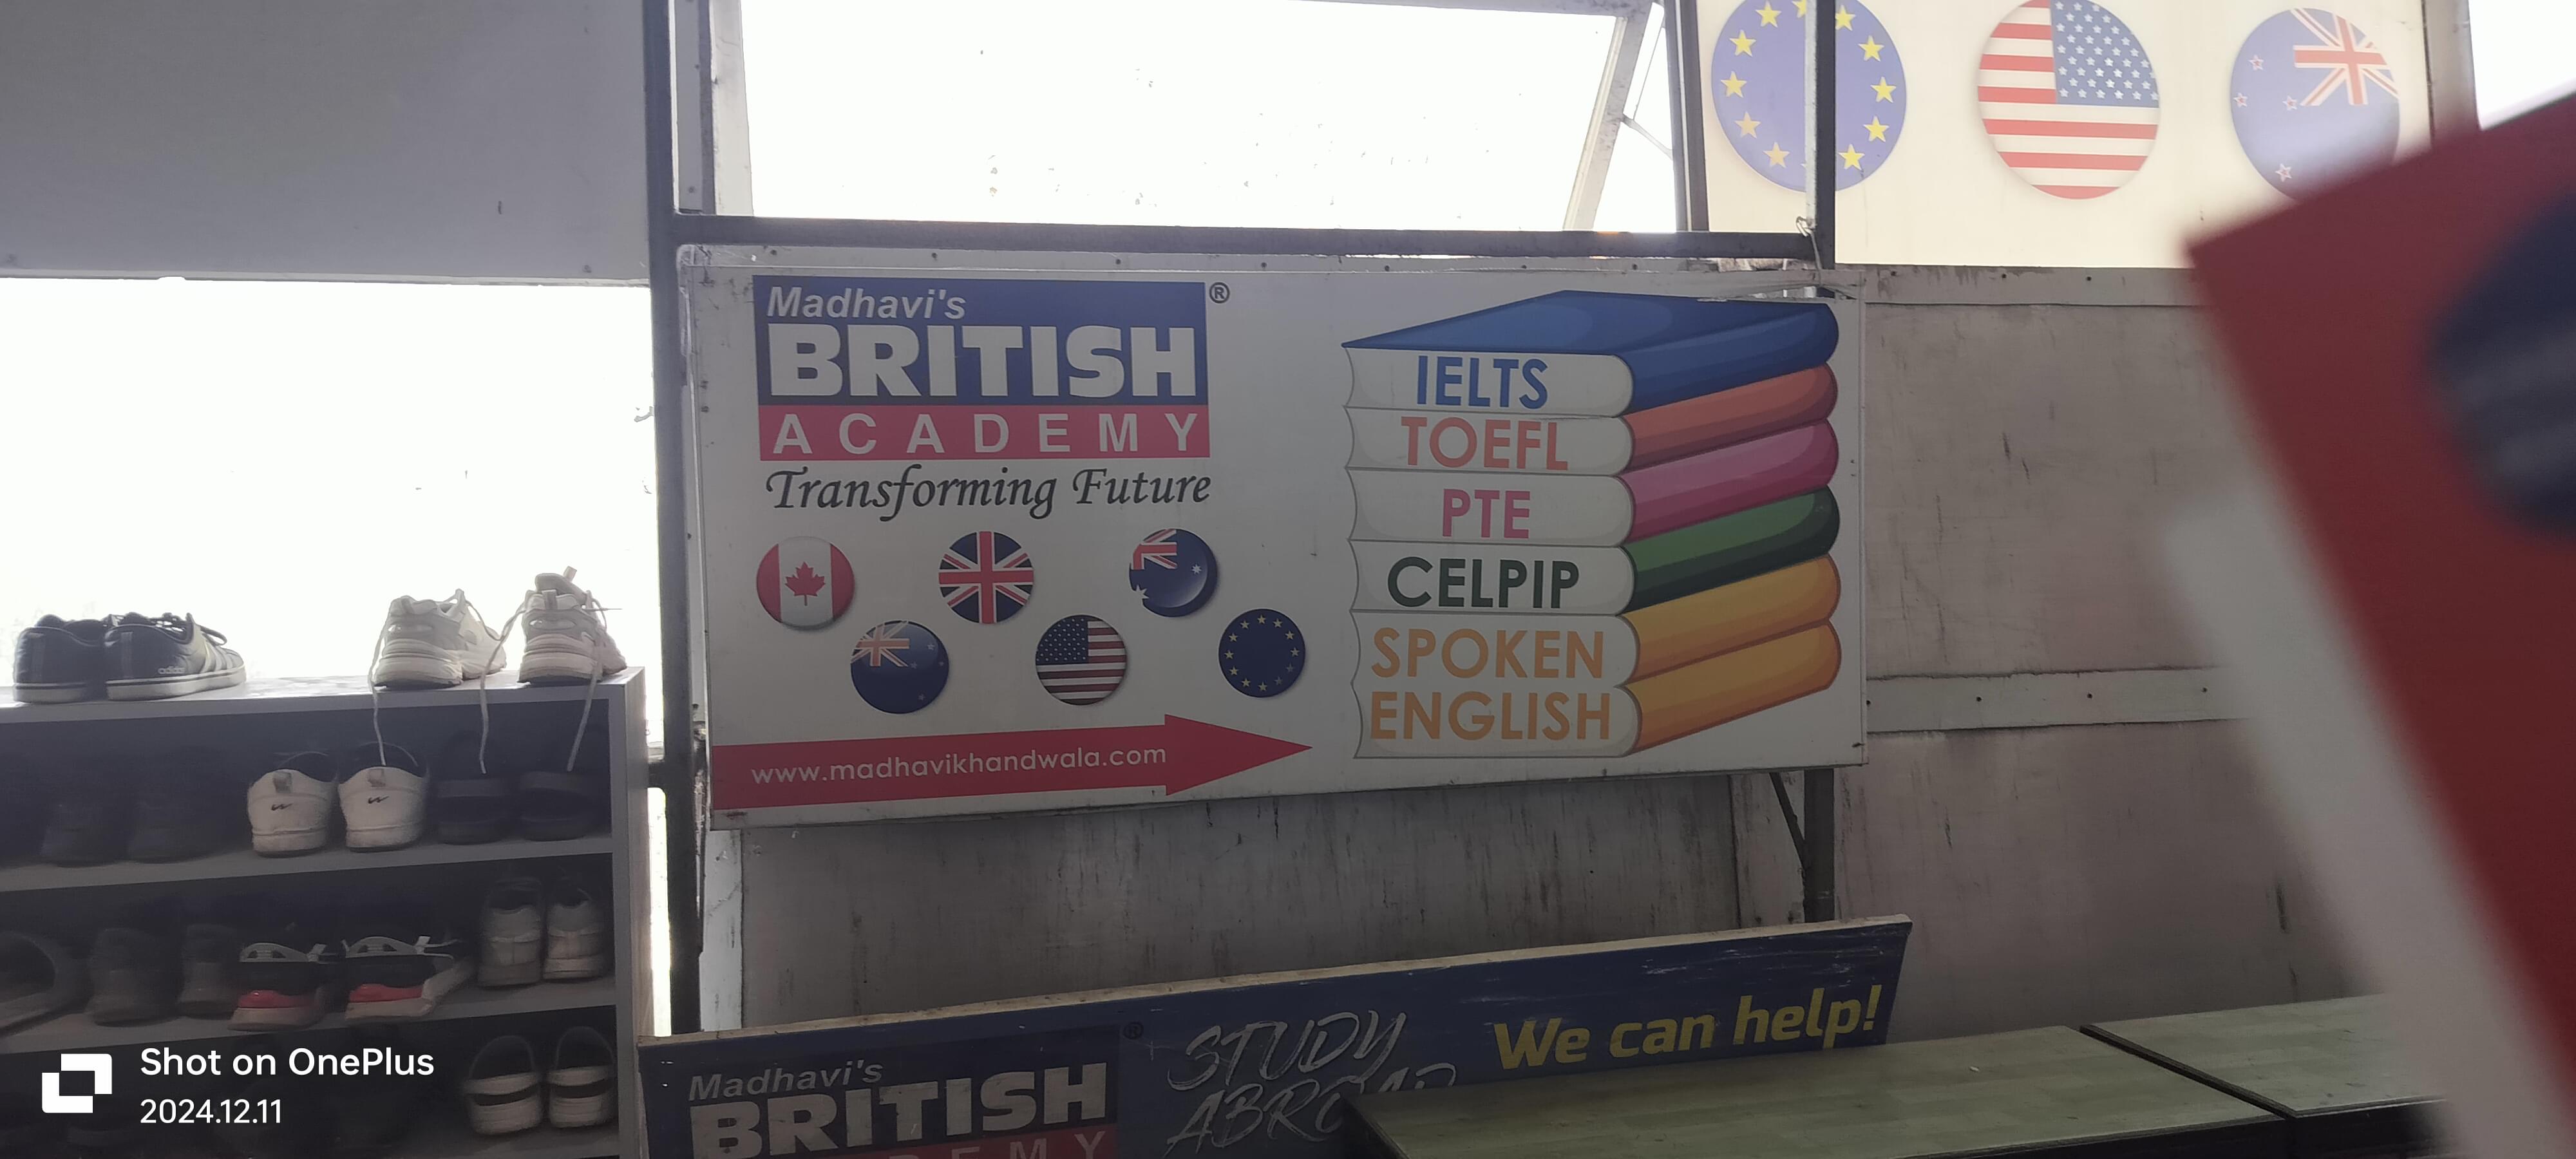 Madhavi's ®
BRITISH
ACADEMY
Transforming Future
www.madhavikhandwala.com
IELTS
TOEFL
PTE
CELPIP
SPOKEN
ENGLISH
adidas
Madhavi's ®
BRITISH
STUDY
We can help!
Shot on OnePlus
2024.12.11